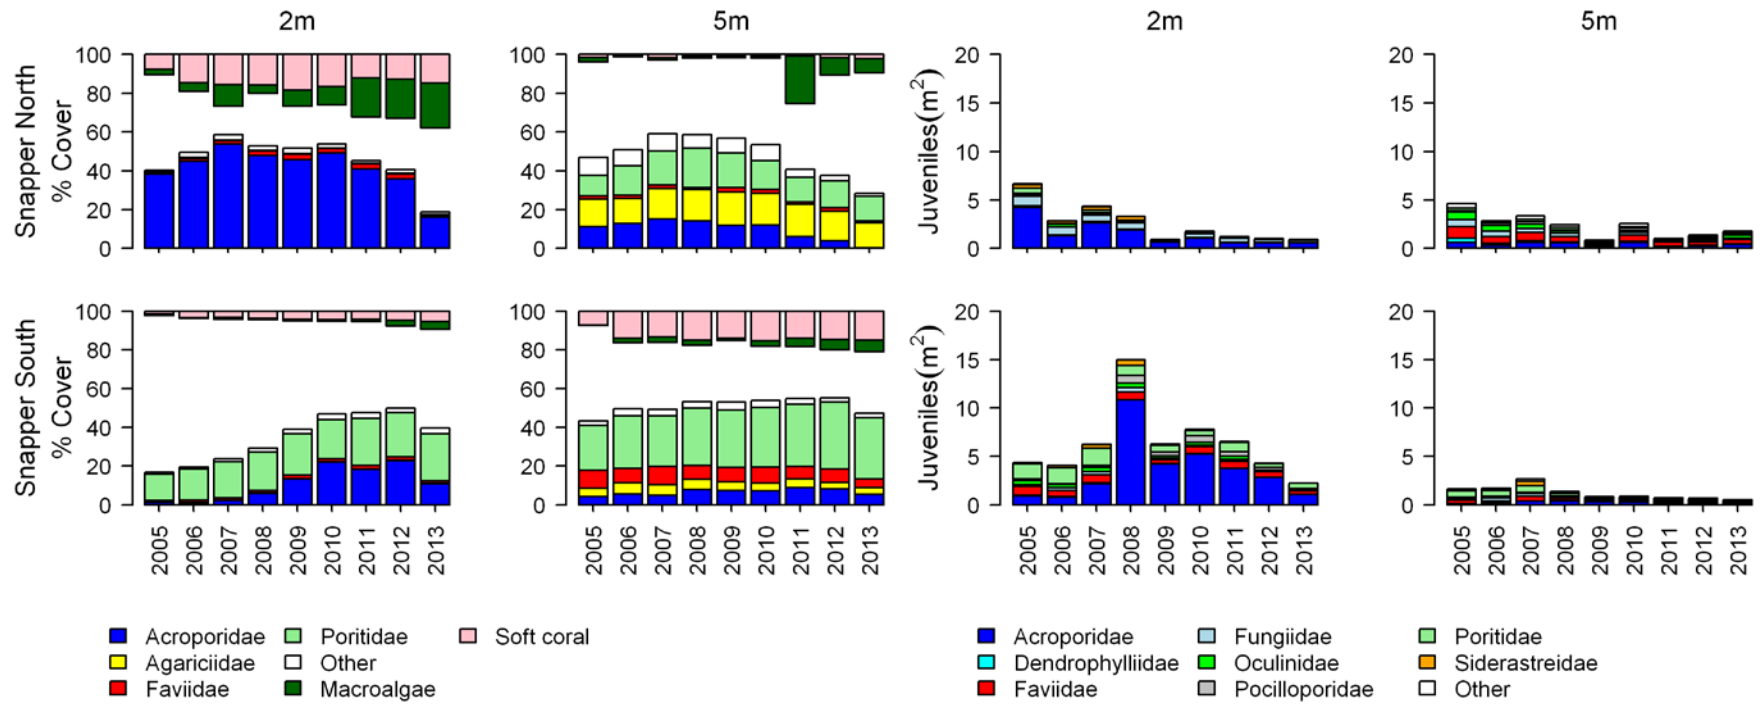 2m 5m 2m 5m
Snapper North
% Cover
100 80 60 40 20 0
100 80 60 40 20 0
Juveniles(m²)
20 15 10 5 0
20 15 10 5 0
Snapper South
% Cover
100 80 60 40 20 0
100 80 60 40 20 0
Juveniles(m²)
20 15 10 5 0
20 15 10 5 0
2005 2006 2007 2008 2009 2010 2011 2012 2013
2005 2006 2007 2008 2009 2010 2011 2012 2013
2005 2006 2007 2008 2009 2010 2011 2012 2013
2005 2006 2007 2008 2009 2010 2011 2012 2013
Acroporidae Poritidae Soft coral
Agariciidae Other
Faviidae Macroalgae
Acroporidae Fungiidae Poritidae
Dendrophylliidae Oculinidae Siderastreidae
Faviidae Pocilloporidae Other